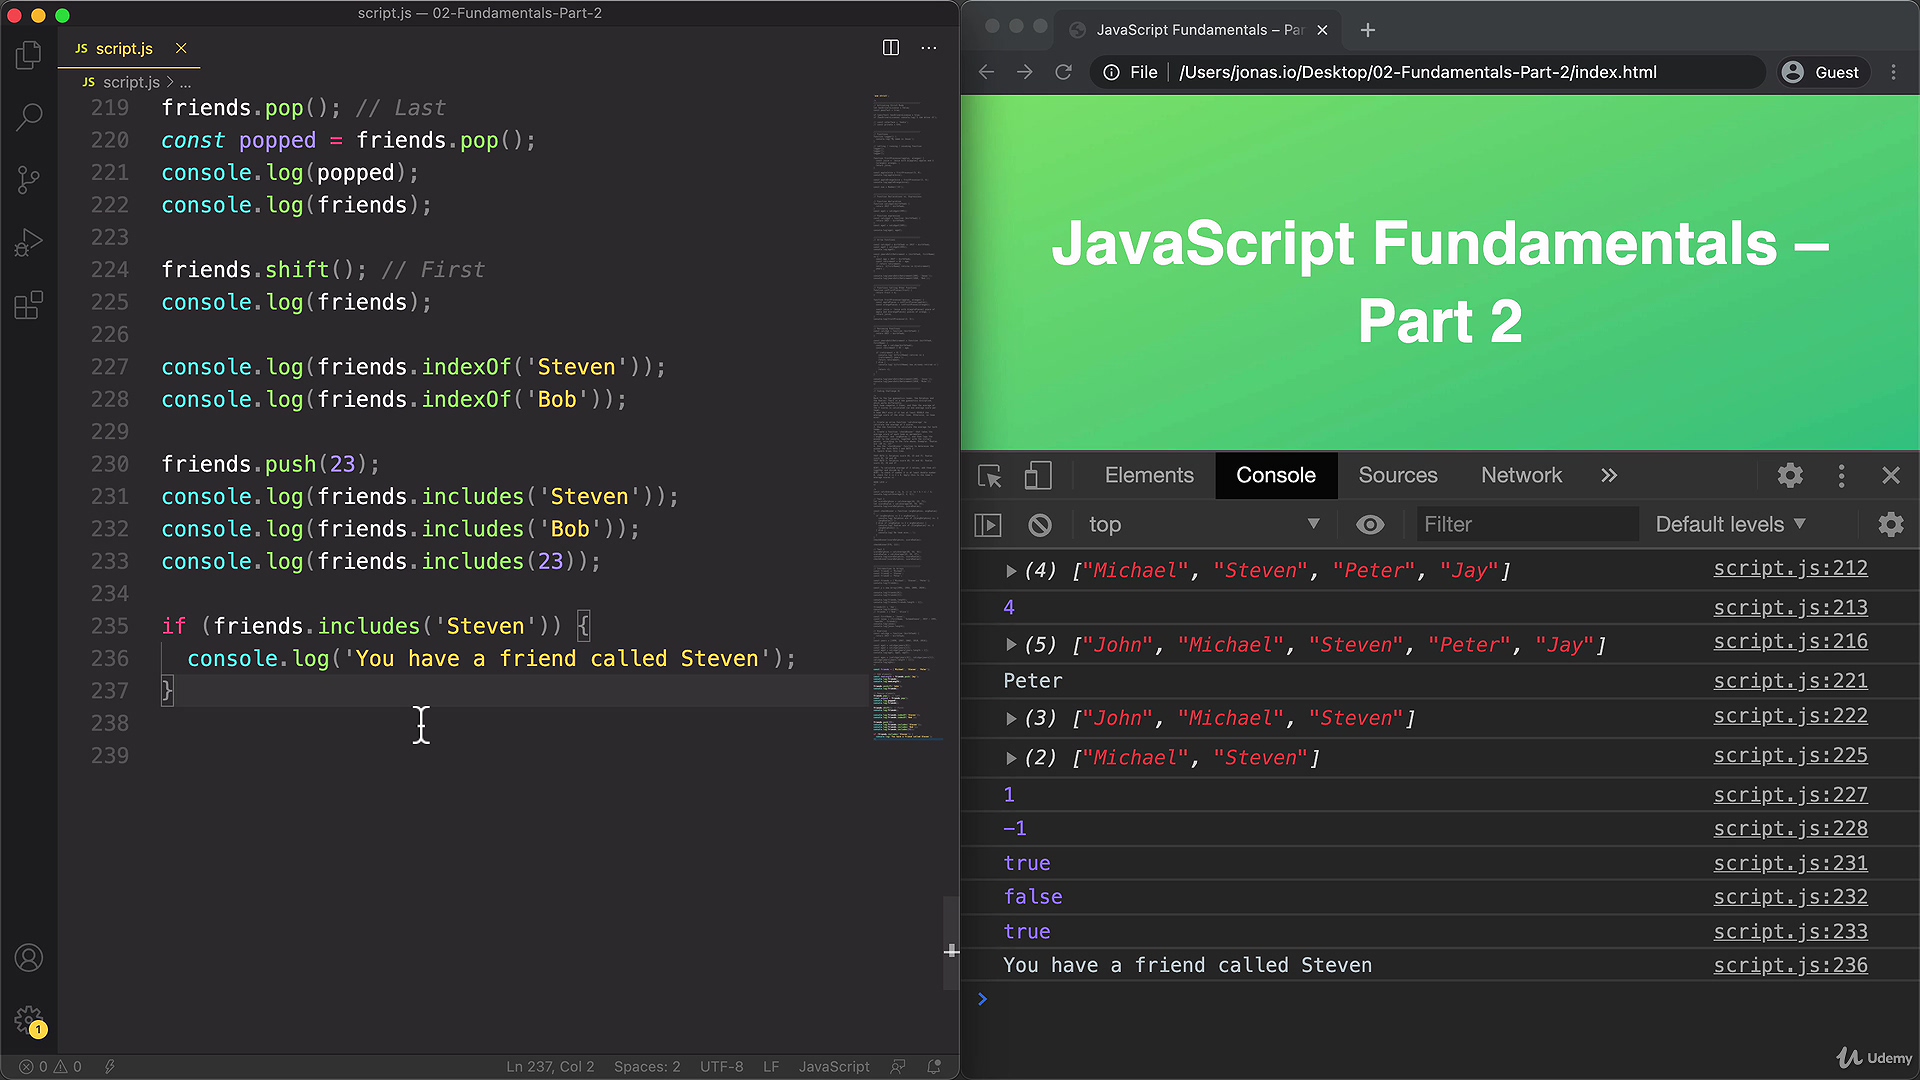 script.js — 02-Fundamentals-Part-2
JS script.js ×
JS script.js > ...
219 friends.pop(); // Last
220 const popped = friends.pop();
221 console.log(popped);
222 console.log(friends);
223
224 friends.shift(); // First
225 console.log(friends);
226
227 console.log(friends.indexOf('Steven'));
228 console.log(friends.indexOf('Bob'));
229
230 friends.push(23);
231 console.log(friends.includes('Steven'));
232 console.log(friends.includes('Bob'));
233 console.log(friends.includes(23));
234
235 if (friends.includes('Steven')) {
236 console.log('You have a friend called Steven');
237 }
238
239
1
0 0
Ln 237, Col 2 Spaces: 2 UTF-8 LF JavaScript
JavaScript Fundamentals – Par
File /Users/jonas.io/Desktop/02-Fundamentals-Part-2/index.html Guest
JavaScript Fundamentals –
Part 2
Elements Console Sources Network »
top Filter Default levels
(4) ["Michael", "Steven", "Peter", "Jay"] script.js:212
4 script.js:213
(5) ["John", "Michael", "Steven", "Peter", "Jay"] script.js:216
Peter script.js:221
(3) ["John", "Michael", "Steven"] script.js:222
(2) ["Michael", "Steven"] script.js:225
1 script.js:227
-1 script.js:228
true script.js:231
false script.js:232
true script.js:233
You have a friend called Steven script.js:236
>
Udemy